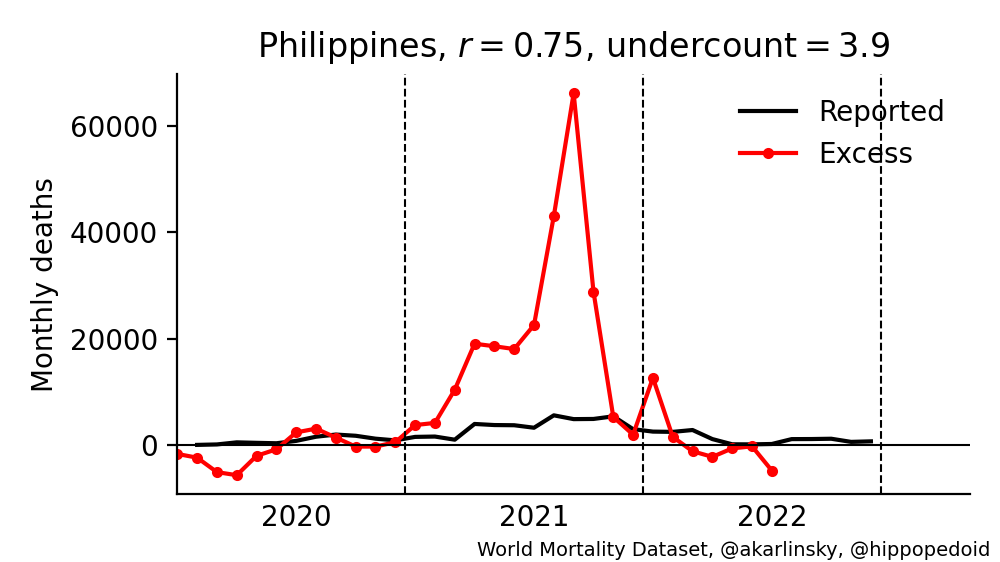 Philippines, r = 0.75, undercount = 3.9
Monthly deaths
60000
40000
20000
0
Reported
Excess
2020 2021 2022
World Mortality Dataset, @akarlinsky, @hippopedoid